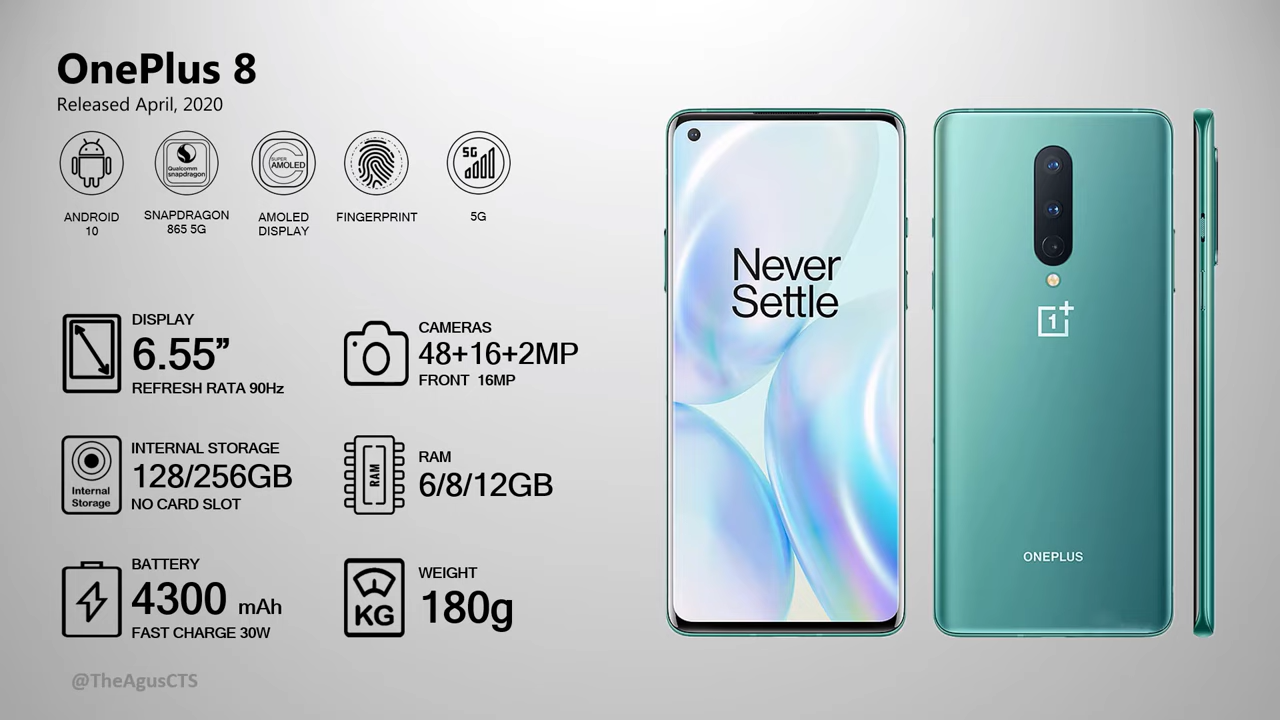 OnePlus 8
Released April, 2020
Qualcomm
snapdragon
SUPER
AMOLED
5G
ANDROID
10
SNAPDRAGON
865 5G
AMOLED
DISPLAY
FINGERPRINT
5G
DISPLAY
6.55”
REFRESH RATA 90Hz
CAMERAS
48+16+2MP
FRONT 16MP
Internal
Storage
INTERNAL STORAGE
128/256GB
NO CARD SLOT
RAM
RAM
6/8/12GB
BATTERY
4300 mAh
FAST CHARGE 30W
KG
WEIGHT
180g
@TheAgusCTS
Never
Settle
1+
ONEPLUS